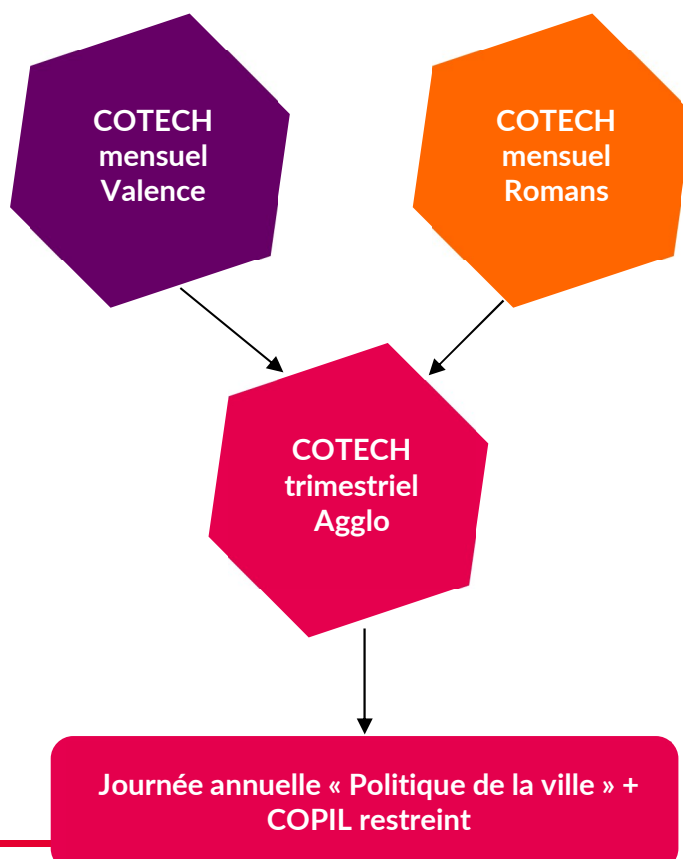 COTECH
mensuel
Valence
COTECH
mensuel
Romans
COTECH
trimestriel
Agglo
Journée annuelle « Politique de la ville » +
COPIL restreint